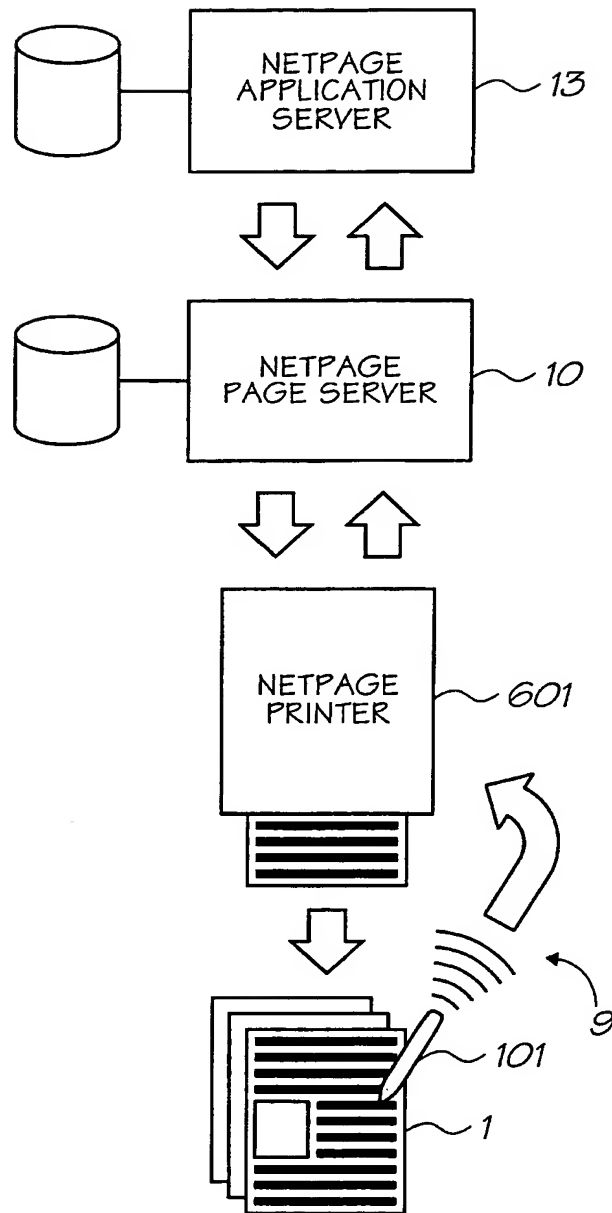 NETPAGE
APPLICATION
SERVER
13
NETPAGE
PAGE SERVER
10
NETPAGE
PRINTER
601
9
101
1